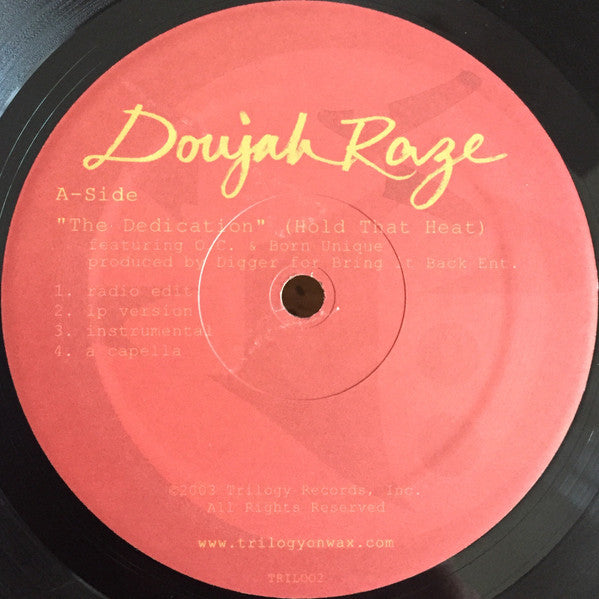 Doujah Raze
A-Side
"The Dedication" (Hold That Heat)
featuring O.C. & Born Unique
produced by Digger for Bring It Back Ent.
1. radio edit
2. lp version
3. instrumental
4. a capella
©2003 Trilogy Records, Inc.
All Rights Reserved
www.trilogyonwax.com
TRIL002